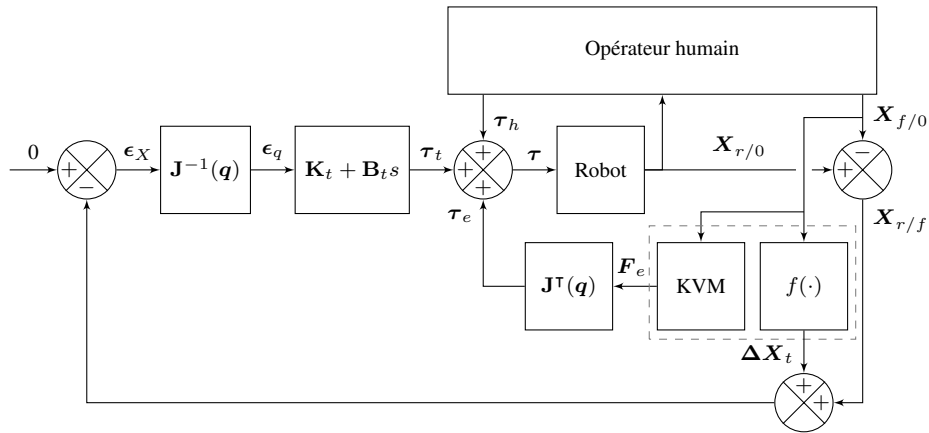 Opérateur humain
τ_h
X_{f/0}
0
+
−
ϵ_X
J^{−1}(q)
ϵ_q
K_t + B_t s
τ_t
+
+
+
τ_e
τ
Robot
X_{r/0}
−
+
X_{r/f}
F_e
J^⊤(q)
KVM
f(·)
ΔX_t
+
+